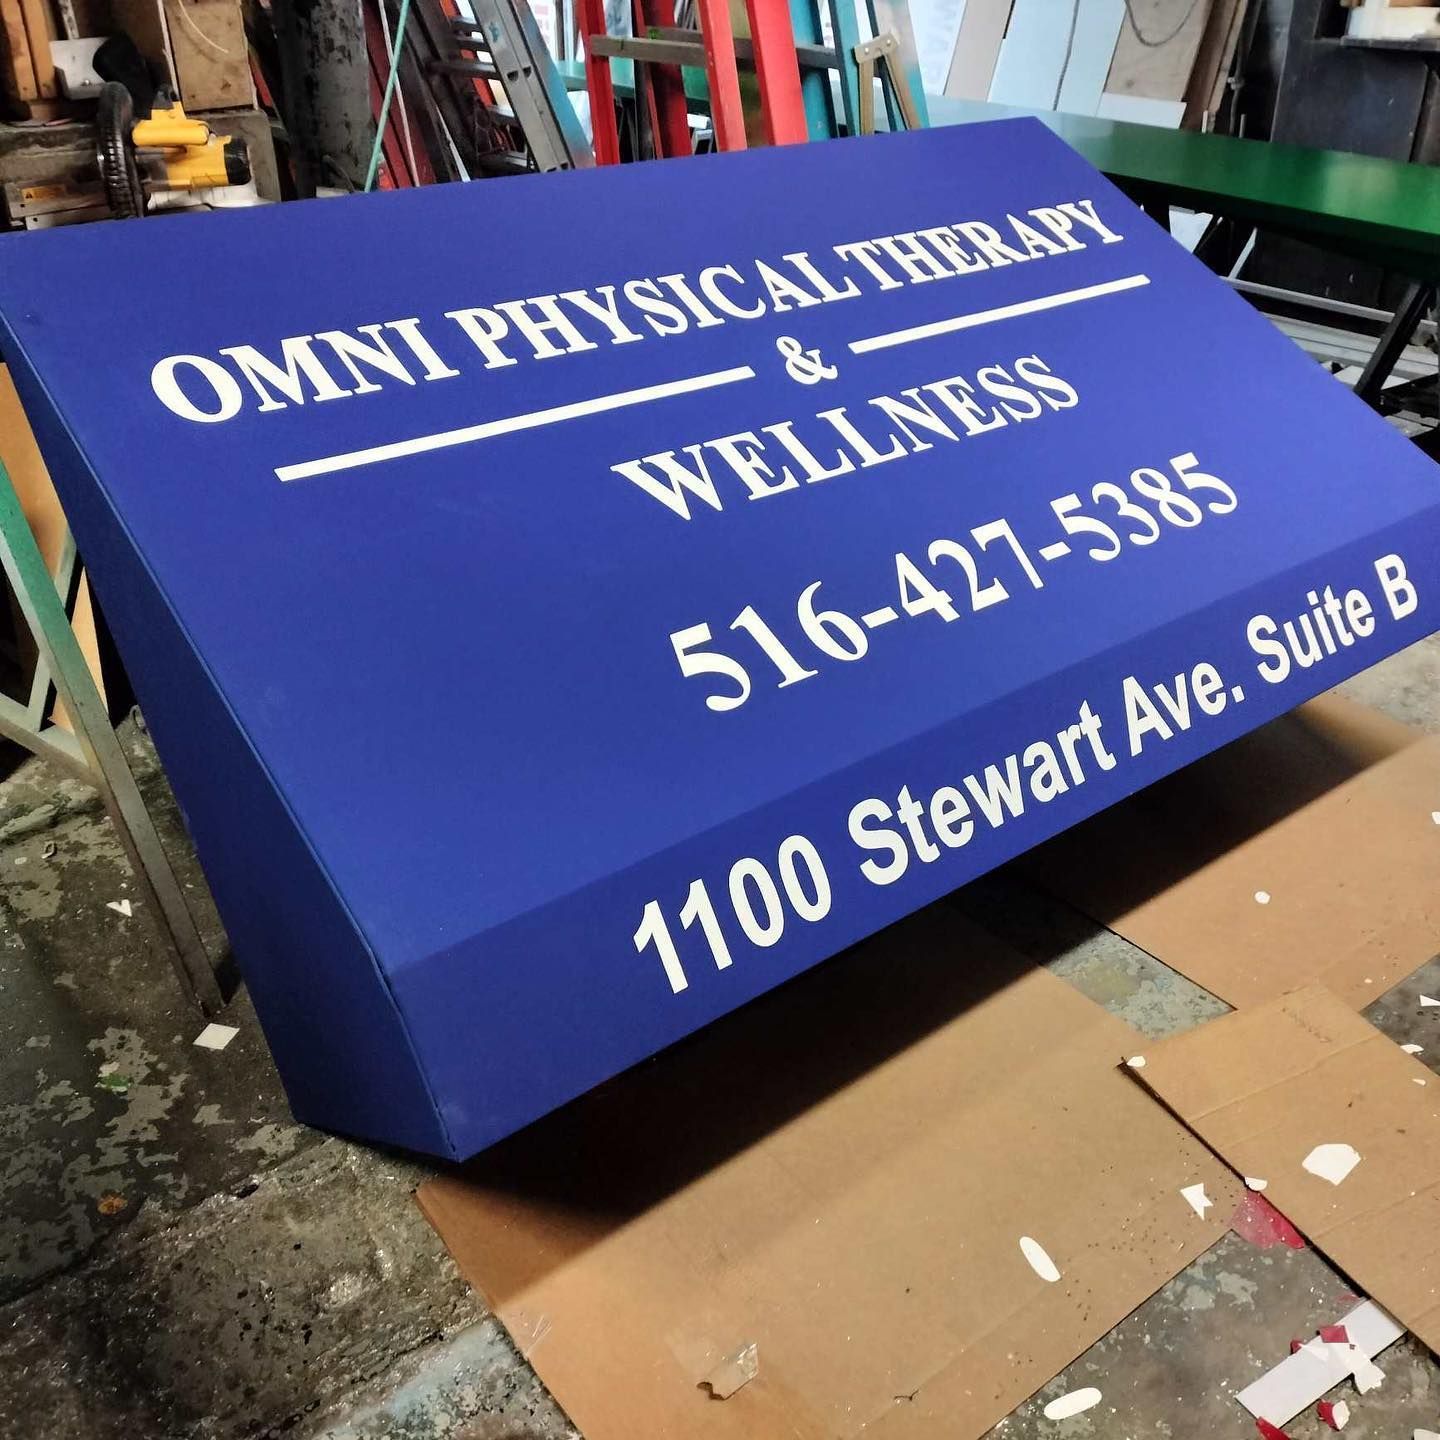 OMNI PHYSICAL THERAPY
&
WELLNESS
516-427-5385
1100 Stewart Ave. Suite B